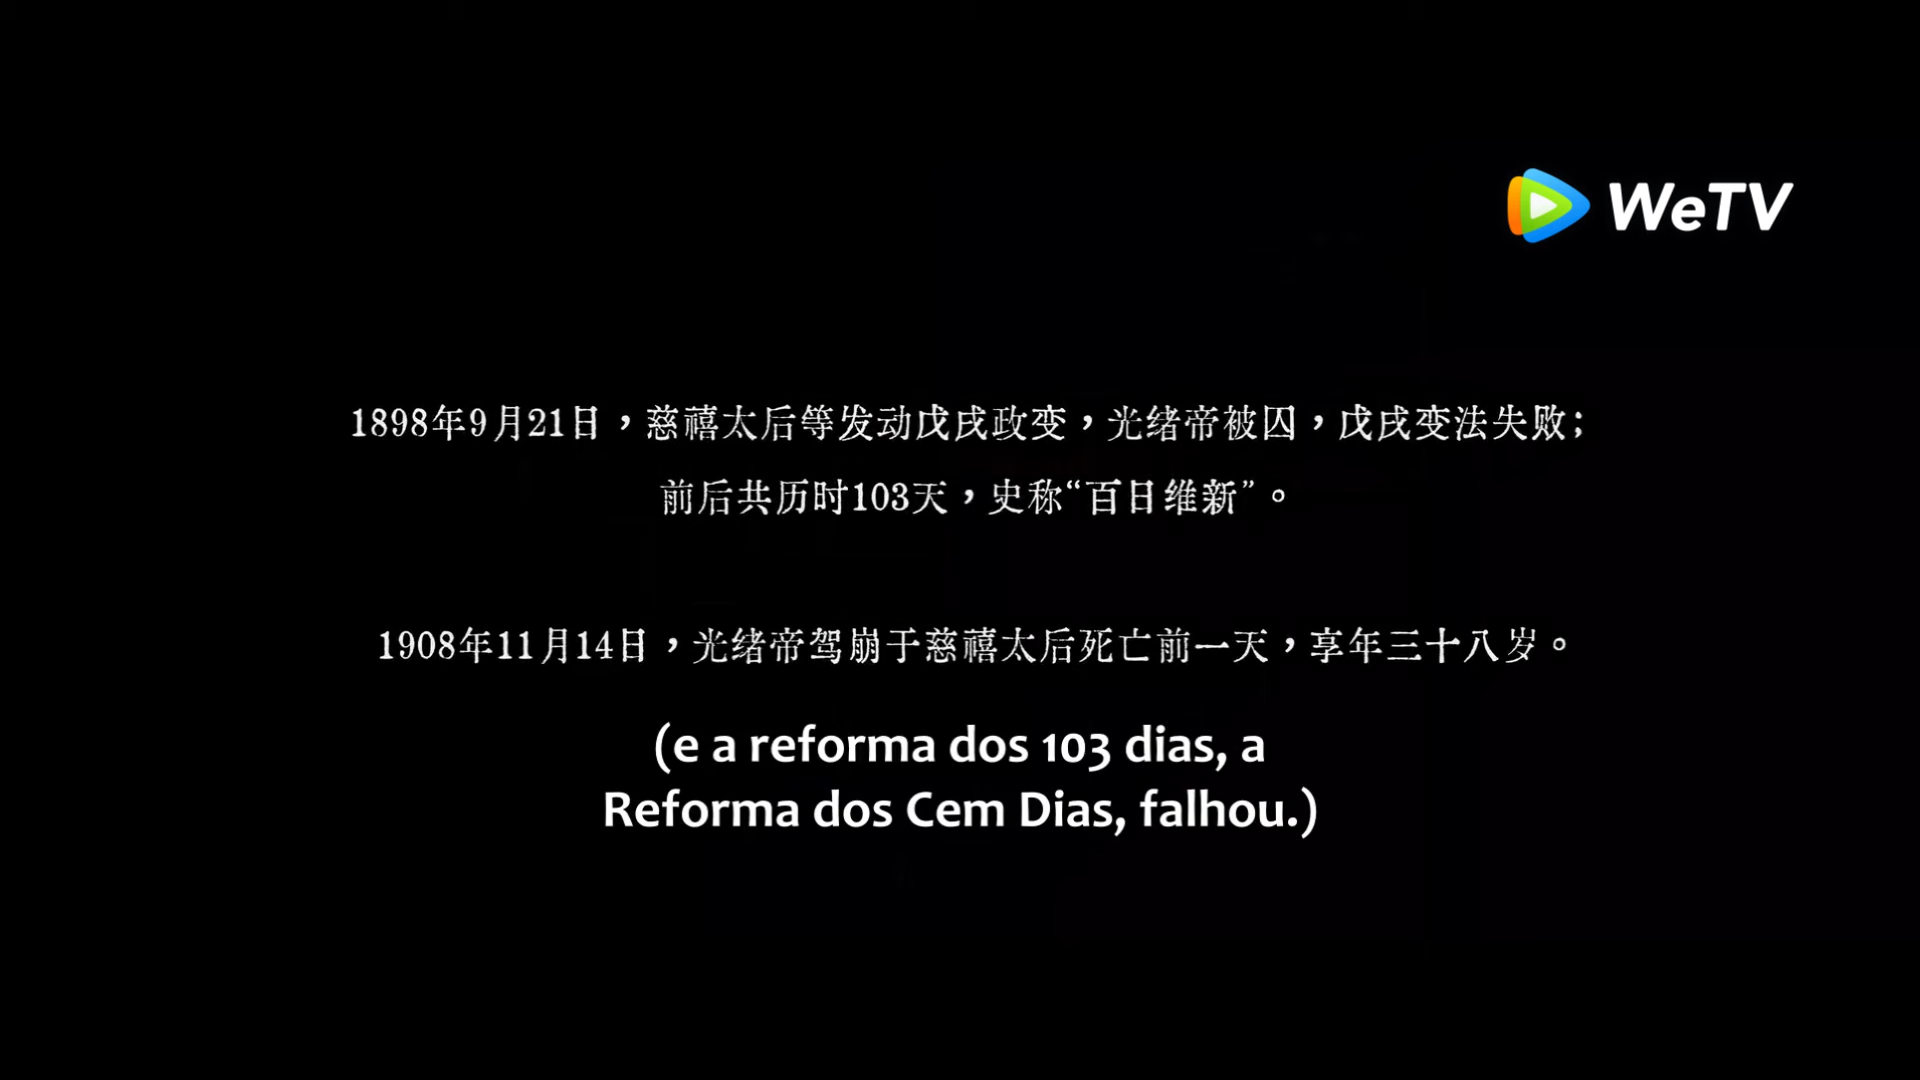 WeTV
1898年9月21日，慈禧太后等发动戊戌政变，光绪帝被囚，戊戌变法失败；
前后共历时103天，史称“百日维新”。
1908年11月14日，光绪帝驾崩于慈禧太后死亡前一天，享年三十八岁。
(e a reforma dos 103 dias, a
Reforma dos Cem Dias, falhou.)